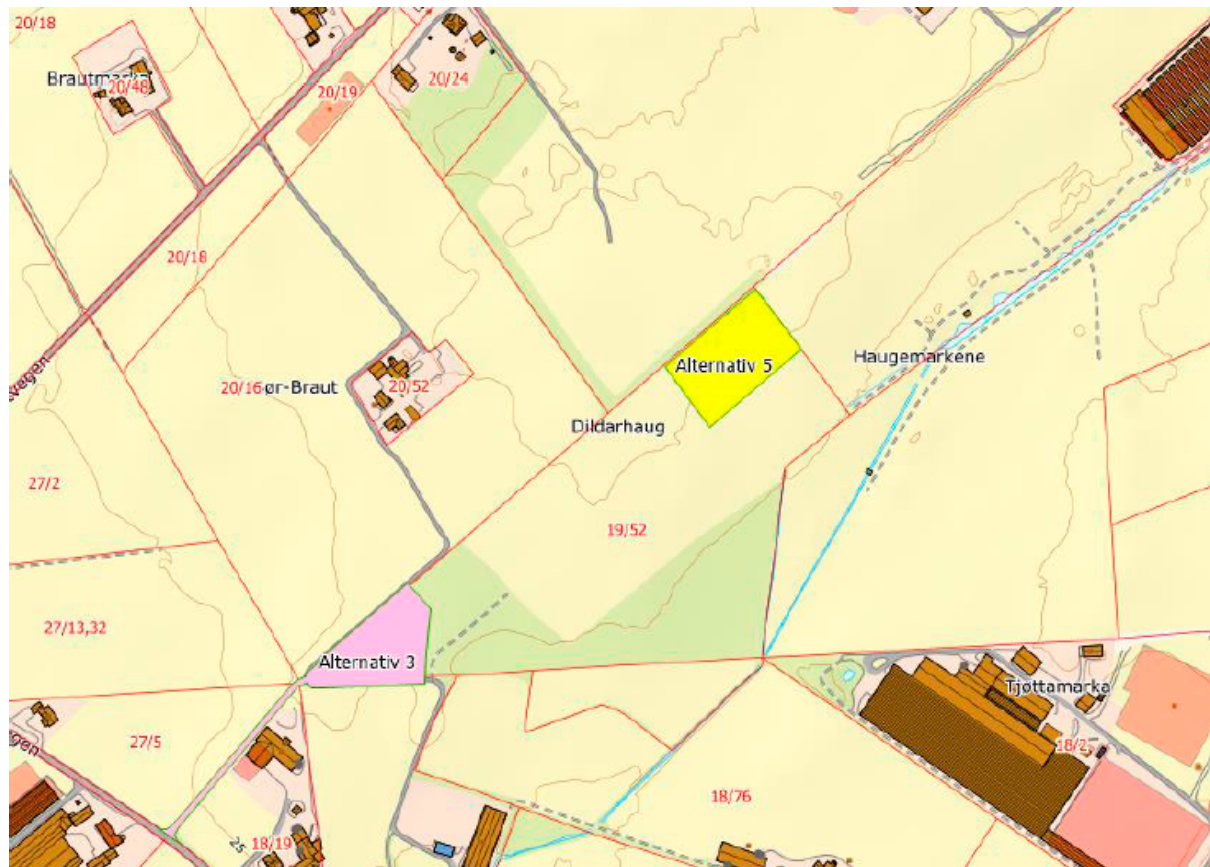 20/18
Brautmarka
20/48
20/19
20/24
20/18
svegen
20/16
ør-Braut
20/52
Alternativ 5
Haugemarkene
Dildarhaug
27/2
19/52
27/13,32
Alternativ 3
Tjøttamarka
18/2
27/5
18/76
25
18/19